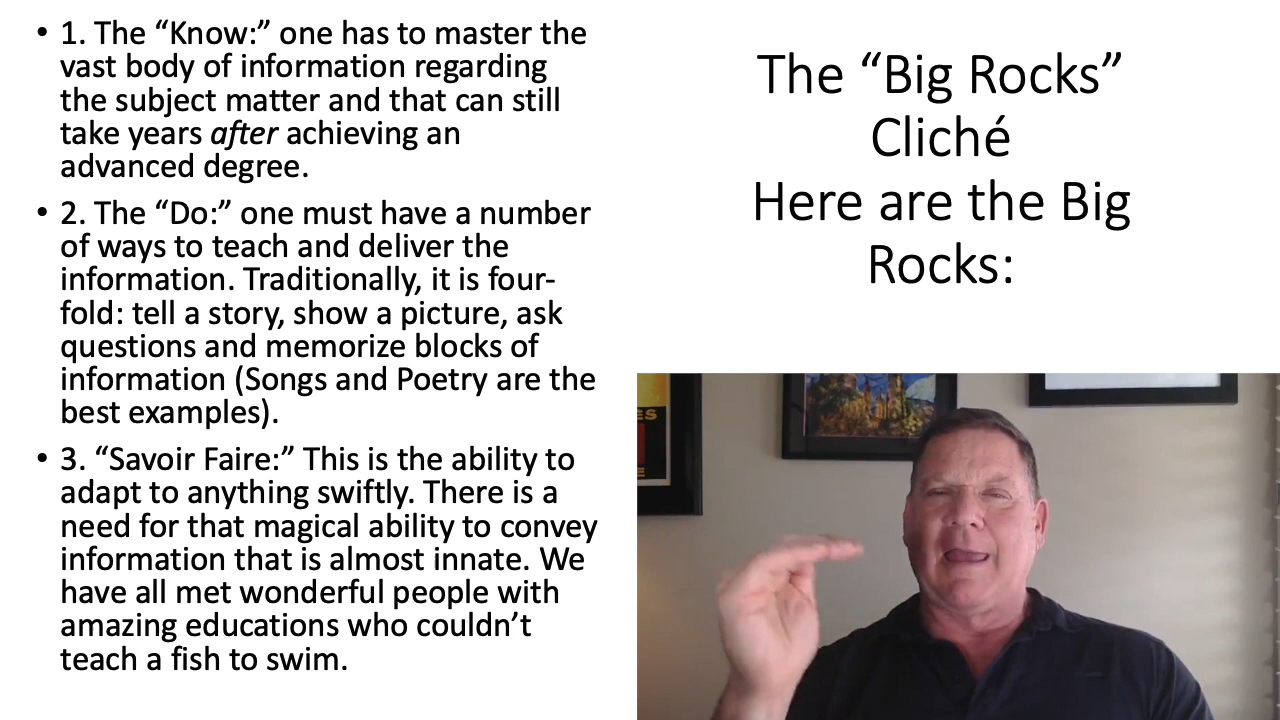 • 1. The “Know:” one has to master the
vast body of information regarding
the subject matter and that can still
take years after achieving an
advanced degree.
• 2. The “Do:” one must have a number
of ways to teach and deliver the
information. Traditionally, it is four-
fold: tell a story, show a picture, ask
questions and memorize blocks of
information (Songs and Poetry are the
best examples).
• 3. “Savoir Faire:” This is the ability to
adapt to anything swiftly. There is a
need for that magical ability to convey
information that is almost innate. We
have all met wonderful people with
amazing educations who couldn’t
teach a fish to swim.
The “Big Rocks”
Cliché
Here are the Big
Rocks: